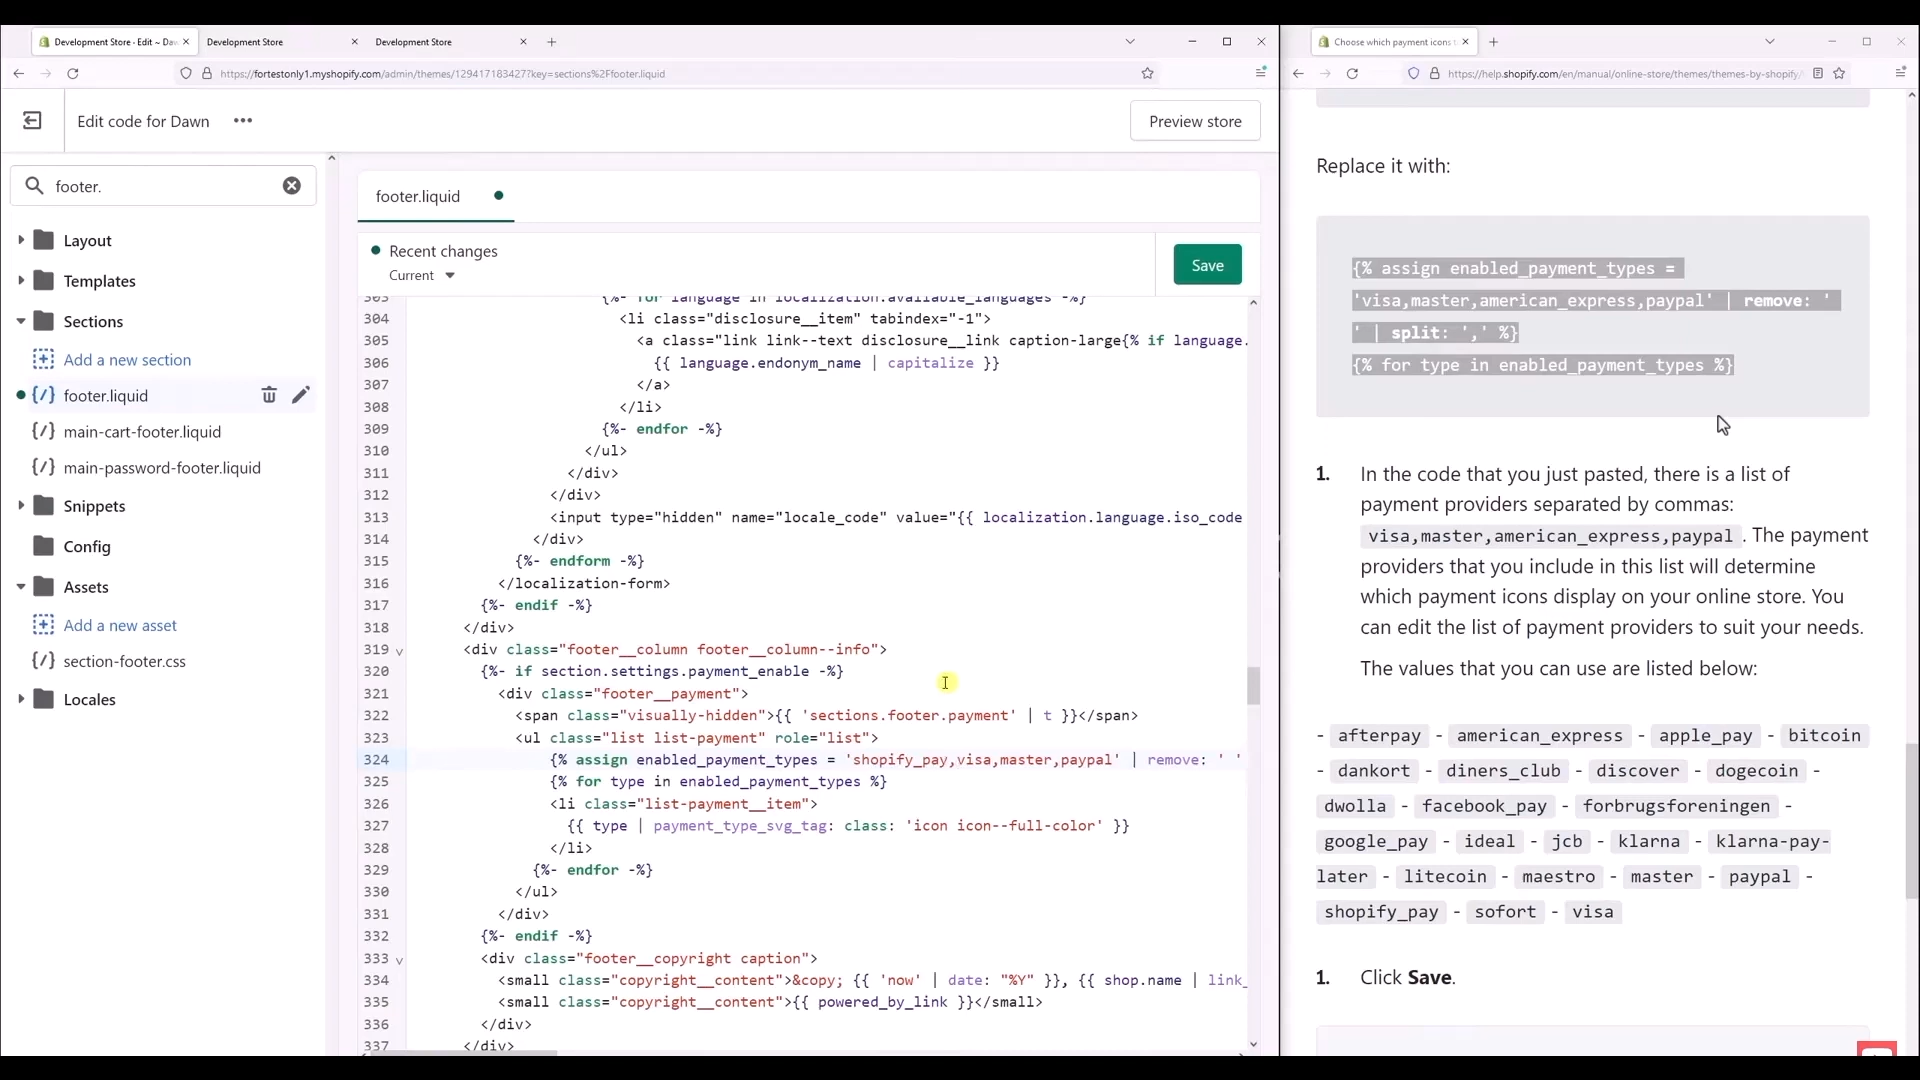 Development Store - Edit ~ Daw
Development Store
Development Store
https://fortestonly1.myshopify.com/admin/themes/129417183427?key=sections%2Ffooter.liquid
Edit code for Dawn
Preview store
footer.
Layout
Templates
Sections
Add a new section
footer.liquid
main-cart-footer.liquid
main-password-footer.liquid
Snippets
Config
Assets
Add a new asset
section-footer.css
Locales
footer.liquid
Recent changes
Current
Save
303 {%- for language in localization.available_languages -%}
304 <li class="disclosure__item" tabindex="-1">
305 <a class="link link--text disclosure__link caption-large{% if language.
306 {{ language.endonym_name | capitalize }}
307 </a>
308 </li>
309 {%- endfor -%}
310 </ul>
311 </div>
312 </div>
313 <input type="hidden" name="locale_code" value="{{ localization.language.iso_code
314 </div>
315 {%- endform -%}
316 </localization-form>
317 {%- endif -%}
318 </div>
319 <div class="footer__column footer__column--info">
320 {%- if section.settings.payment_enable -%}
321 <div class="footer__payment">
322 <span class="visually-hidden">{{ 'sections.footer.payment' | t }}</span>
323 <ul class="list list-payment" role="list">
324 {% assign enabled_payment_types = 'shopify_pay,visa,master,paypal' | remove: ' '
325 {% for type in enabled_payment_types %}
326 <li class="list-payment__item">
327 {{ type | payment_type_svg_tag: class: 'icon icon--full-color' }}
328 </li>
329 {%- endfor -%}
330 </ul>
331 </div>
332 {%- endif -%}
333 <div class="footer__copyright caption">
334 <small class="copyright__content">&copy; {{ 'now' | date: "%Y" }}, {{ shop.name | link_
335 <small class="copyright__content">{{ powered_by_link }}</small>
336 </div>
337 </div>
Choose which payment icons t
https://help.shopify.com/en/manual/online-store/themes/themes-by-shopify/
Replace it with:
{% assign enabled_payment_types =
'visa,master,american_express,paypal' | remove: '
' | split: ',' %}
{% for type in enabled_payment_types %}
1. In the code that you just pasted, there is a list of
payment providers separated by commas:
visa,master,american_express,paypal . The payment
providers that you include in this list will determine
which payment icons display on your online store. You
can edit the list of payment providers to suit your needs.
The values that you can use are listed below:
- afterpay - american_express - apple_pay - bitcoin
- dankort - diners_club - discover - dogecoin -
dwolla - facebook_pay - forbrugsforeningen -
google_pay - ideal - jcb - klarna - klarna-pay-
later - litecoin - maestro - master - paypal -
shopify_pay - sofort - visa
1. Click Save.